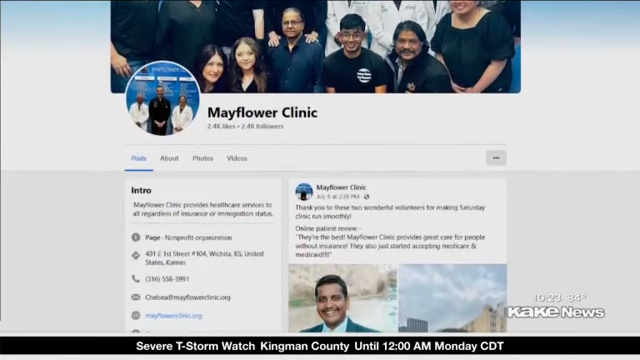 MAYFLOWER CLINIC
Mayflower Clinic
2.4K likes • 2.4K followers
Posts About Photos Videos
Intro
Mayflower Clinic provides healthcare services to
all regardless of insurance or immigration status.
Page · Nonprofit organization
401 E 1st Street #104, Wichita, KS, United
States, Kansas
(316) 558-3991
Chelsea@mayflowerclinic.org
mayflowerclinic.org
Mayflower Clinic
July 8 at 2:39 PM
Thank you to these two wonderful volunteers for making Saturday
clinic run smoothly!
Online patient review -
"They're the best! Mayflower Clinic provides great care for people
without insurance! They also just started accepting medicare &
medicaid!!!!"
10:23 84°
KAKE NEWS
Severe T-Storm Watch Kingman County Until 12:00 AM Monday CDT